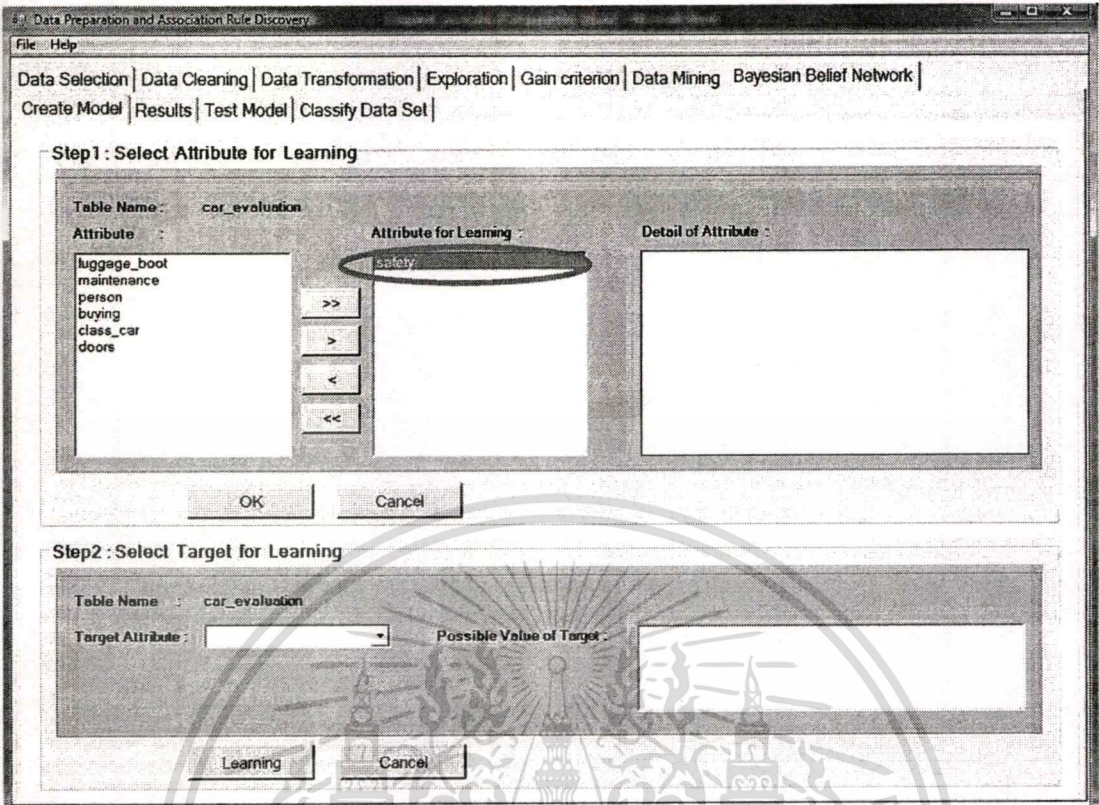 Data Preparation and Association Rule Discovery
File Help
Data Selection Data Cleaning Data Transformation Exploration Gain criterion Data Mining Bayesian Belief Network
Create Model Results Test Model Classify Data Set
Step1 : Select Attribute for Learning
Table Name : car_evaluation
Attribute : Attribute for Learning : Detail of Attribute :
luggage_boot safety
maintenance
person
buying
class_car
doors
>>
>
<
<<
OK Cancel
Step2 : Select Target for Learning
Table Name : car_evaluation
Target Attribute : Possible Value of Target :
Learning Cancel